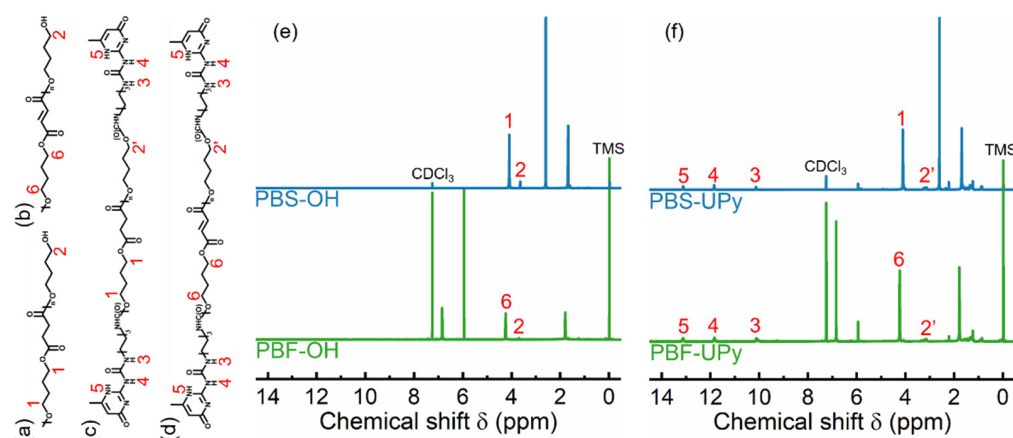 (b)
2
OH
6
6
a)
2
OH
1
1
c)
5
4
3
2'
1
1
3
4
5
(d)
5
4
3
2'
6
6
3
4
5
(e)
1
2
CDCl3
TMS
PBS-OH
6
2
PBF-OH
14 12 10 8 6 4 2 0
Chemical shift δ (ppm)
(f)
1
TMS
CDCl3
5 4 3
2'
PBS-UPy
6
5 4 3
2'
PBF-UPy
14 12 10 8 6 4 2 0
Chemical shift δ (ppm)